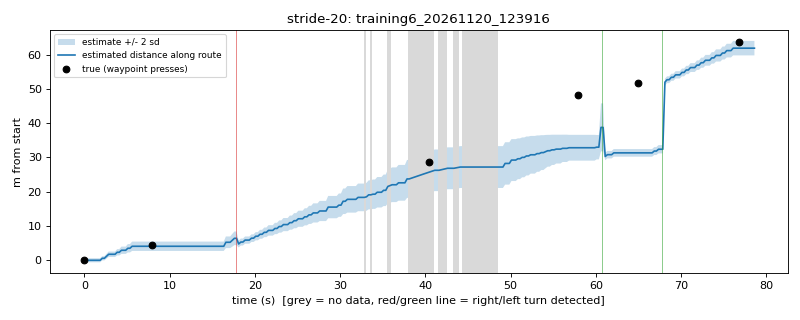 stride-20: training6_20261120_123916
estimate +/- 2 sd
estimated distance along route
true (waypoint presses)
m from start
60
50
40
30
20
10
0
0 10 20 30 40 50 60 70 80
time (s)  [grey = no data, red/green line = right/left turn detected]